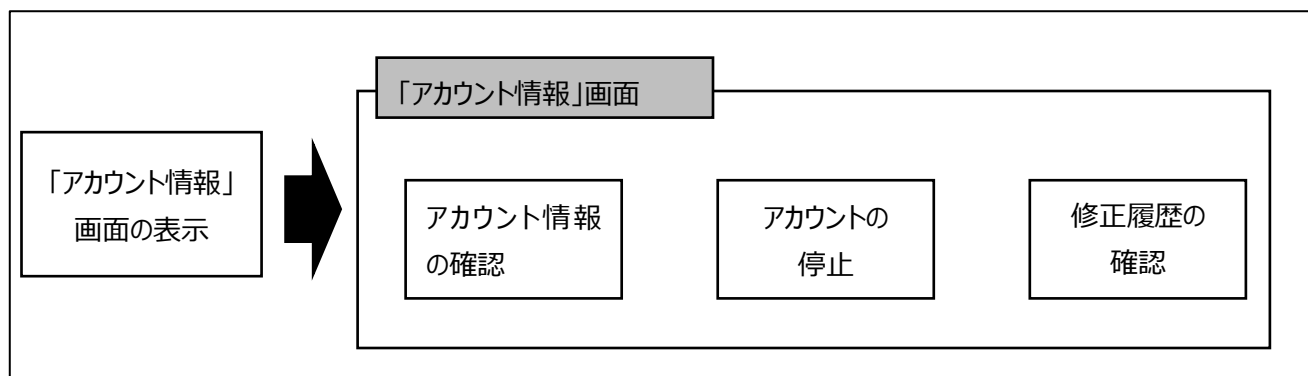 「アカウント情報」画面
「アカウント情報」
画面の表示
アカウント情報
の確認
アカウントの
停止
修正履歴の
確認